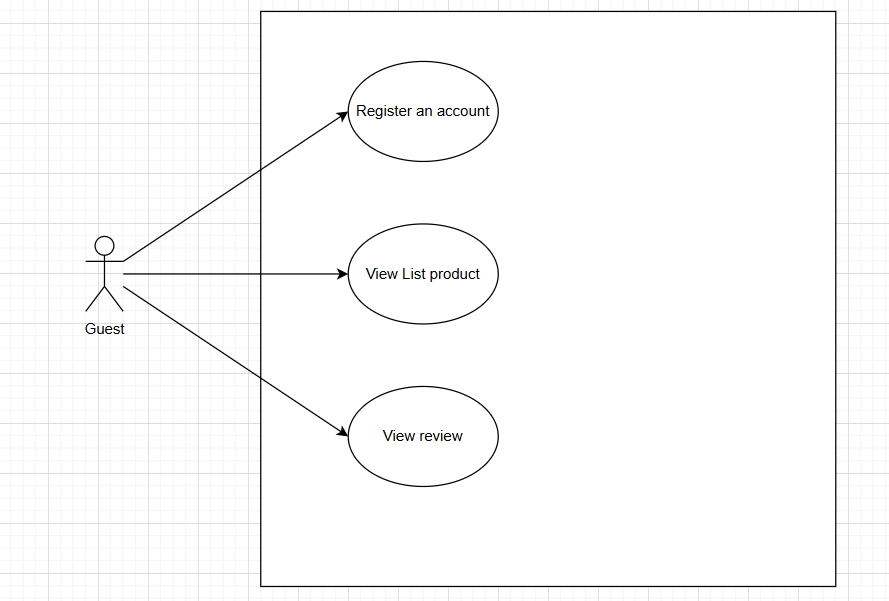 Register an account
View List product
Guest
View review